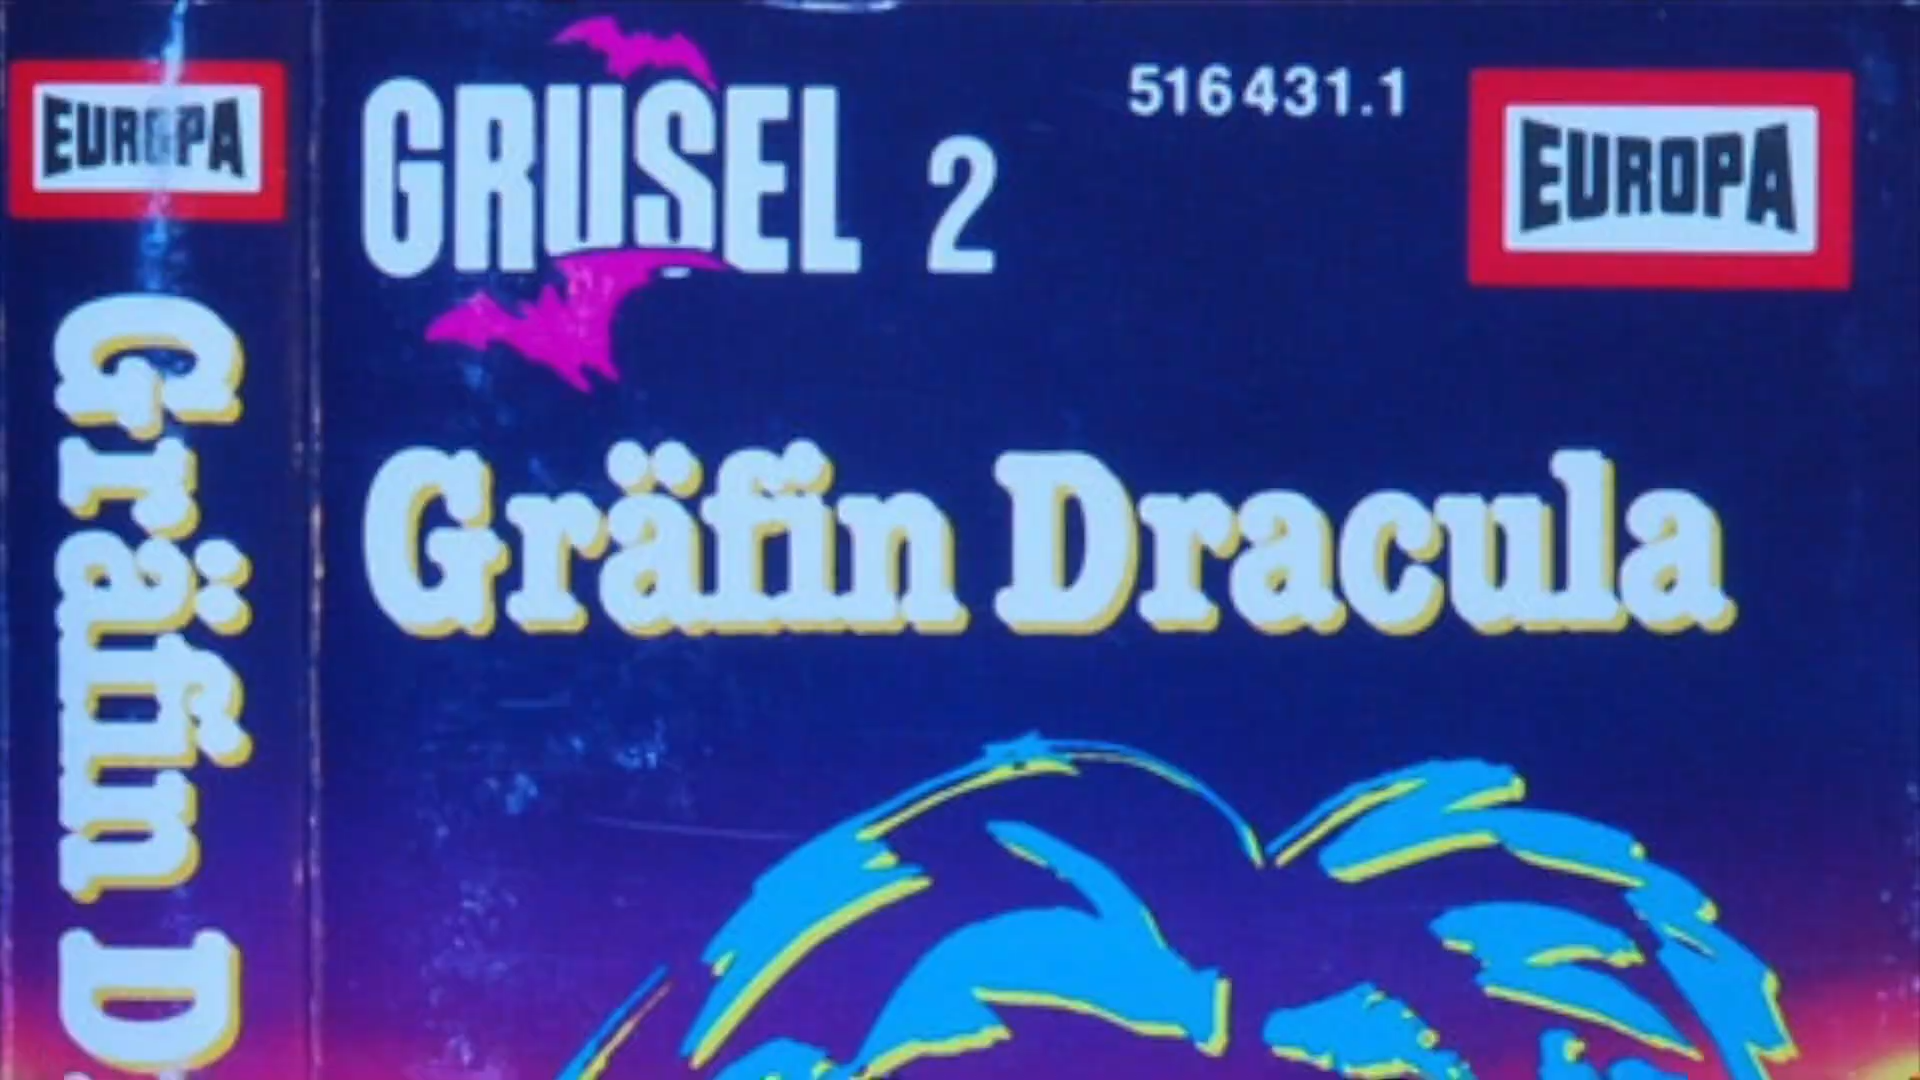 EUROPA
Gräfin D
GRUSEL 2
516431.1
EUROPA
Gräfin Dracula